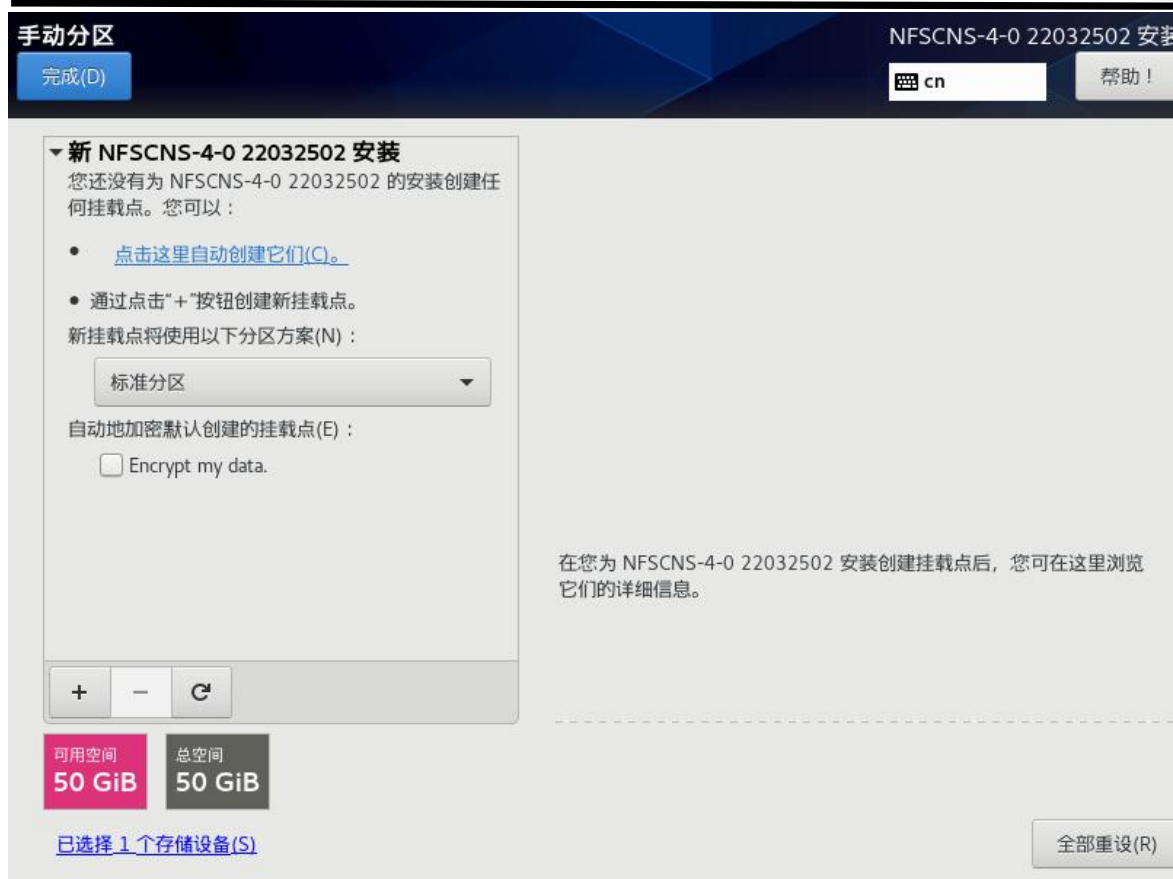 手动分区
NFSCNS-4-0 22032502 安装
完成(D)
cn
帮助！
新 NFSCNS-4-0 22032502 安装
您还没有为 NFSCNS-4-0 22032502 的安装创建任
何挂载点。您可以：
• 点击这里自动创建它们(C)。
• 通过点击“+”按钮创建新挂载点。
新挂载点将使用以下分区方案(N)：
标准分区
自动地加密默认创建的挂载点(E)：
Encrypt my data.
在您为 NFSCNS-4-0 22032502 安装创建挂载点后，您可在这里浏览
它们的详细信息。
+ −
可用空间
50 GiB
总空间
50 GiB
已选择 1 个存储设备(S)
全部重设(R)